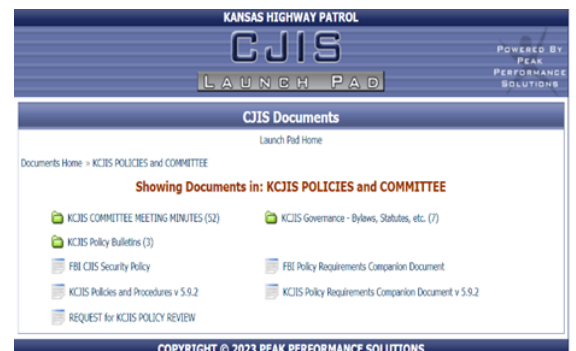 KANSAS HIGHWAY PATROL
CJIS
LAUNCH PAD
POWERED BY
PEAK
PERFORMANCE
SOLUTIONS
CJIS Documents
Launch Pad Home
Documents Home » KCJIS POLICIES and COMMITTEE
Showing Documents in: KCJIS POLICIES and COMMITTEE
KCJIS COMMITTEE MEETING MINUTES (52)
KCJIS Governance - Bylaws, Statutes, etc. (7)
KCJIS Policy Bulletins (3)
FBI CJIS Security Policy
FBI Policy Requirements Companion Document
KCJIS Policies and Procedures v 5.9.2
KCJIS Policy Requirements Companion Document v 5.9.2
REQUEST for KCJIS POLICY REVIEW
COPYRIGHT © 2023 PEAK PERFORMANCE SOLUTIONS